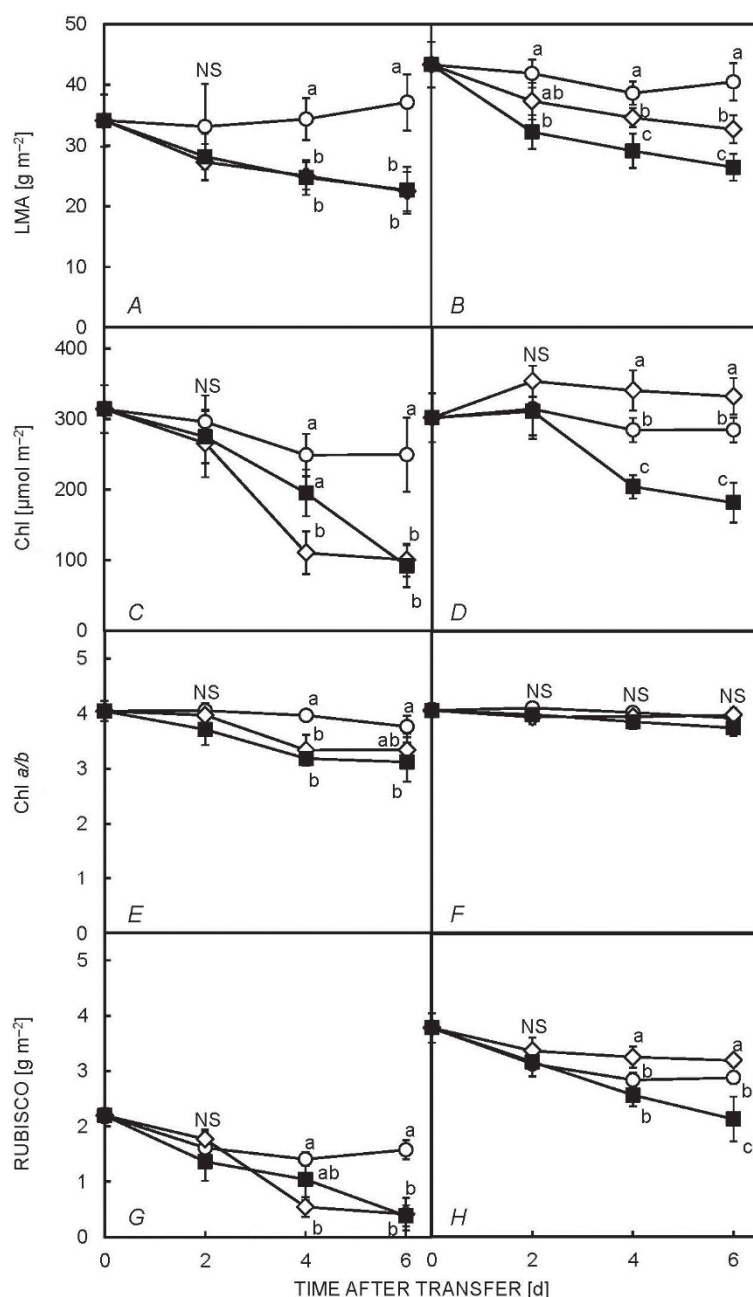 50
40
30
20
10
0
LMA [g m⁻²]
NS
a
a
b
b
b
b
A
a
a
a
ab
b
b
b
c
c
B
400
300
200
100
0
Chl [µmol m⁻²]
NS
a
a
a
b
b
b
C
NS
a
a
b
b
c
c
D
5
4
3
2
1
0
Chl a/b
NS
a
a
b
ab
b
b
E
NS
NS
NS
F
5
4
3
2
1
0
RUBISCO [g m⁻²]
NS
a
a
ab
b
b
b
G
NS
a
a
b
b
b
c
H
0
2
4
6
0
2
4
6
TIME AFTER TRANSFER [d]